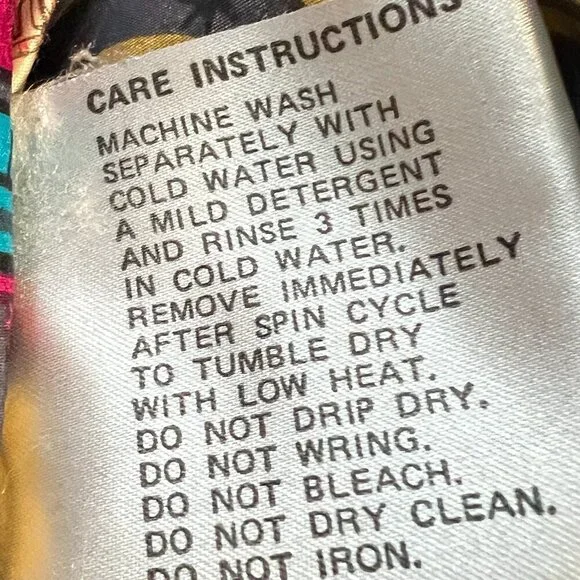 CARE INSTRUCTIONS
MACHINE WASH
SEPARATELY WITH
COLD WATER USING
A MILD DETERGENT
AND RINSE 3 TIMES
IN COLD WATER.
REMOVE IMMEDIATELY
AFTER SPIN CYCLE
TO TUMBLE DRY
WITH LOW HEAT.
DO NOT DRIP DRY.
DO NOT WRING.
DO NOT BLEACH.
DO NOT DRY CLEAN.
DO NOT IRON.